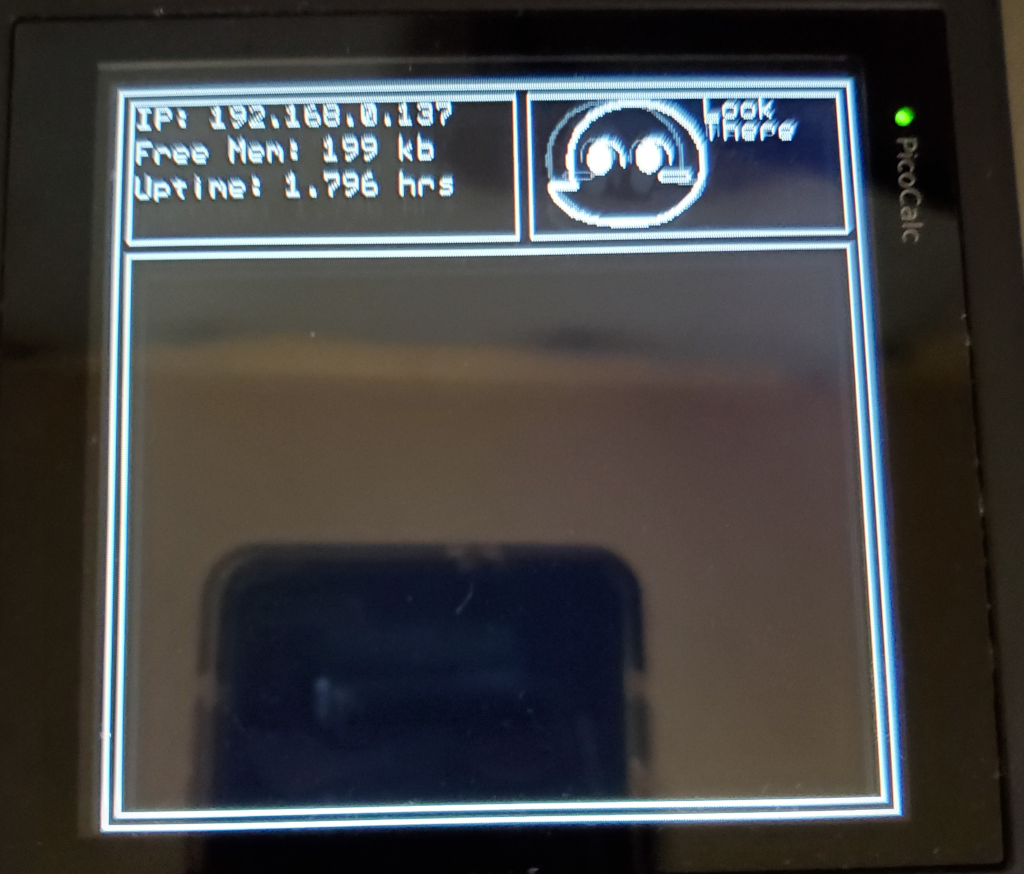 IP: 192.168.0.137
Free Mem: 199 kb
Uptime: 1.796 hrs
Look
There
PicoCalc